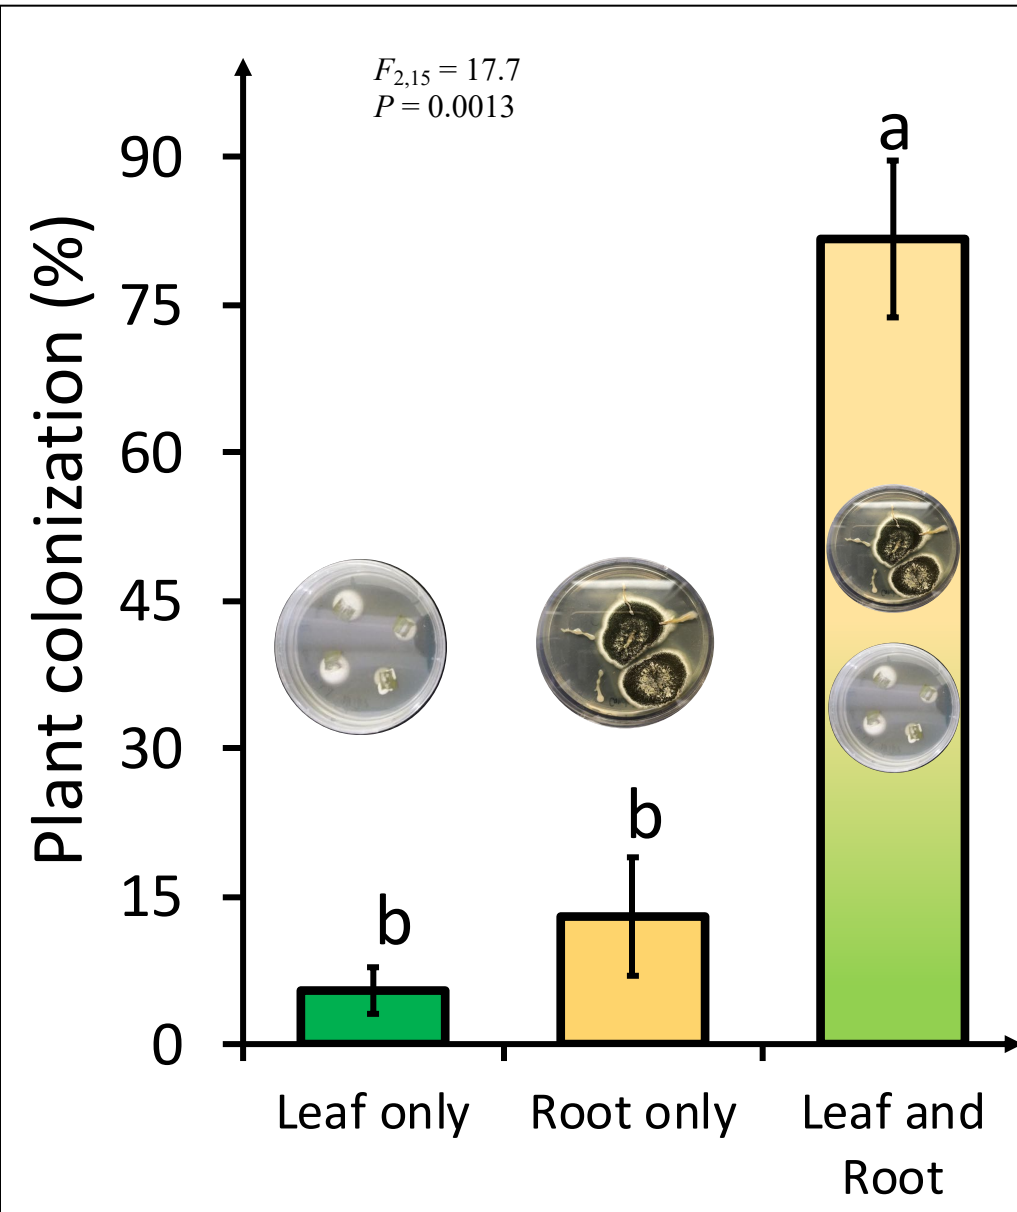 F2,15 = 17.7
P = 0.0013
Plant colonization (%)
90
75
60
45
30
15
0
b
b
a
Leaf only
Root only
Leaf and
Root